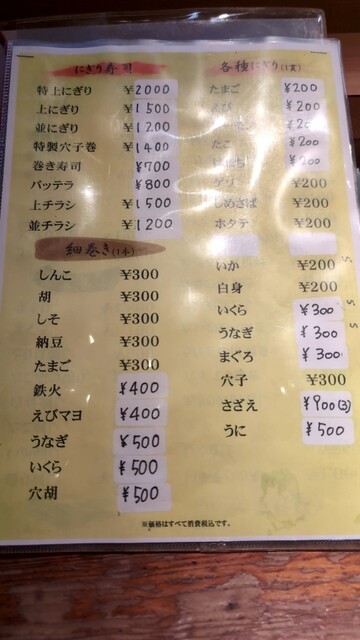 にぎり寿司
特上にぎり ¥2000
上にぎり ¥1500
並にぎり ¥1200
特製穴子巻 ¥1400
巻き寿司 ¥700
バッテラ ¥800
上チラシ ¥1500
並チラシ ¥1200
細巻き(1本)
しんこ ¥300
胡 ¥300
しそ ¥300
納豆 ¥300
たまご ¥300
鉄火 ¥400
えびマヨ ¥400
うなぎ ¥500
いくら ¥500
穴胡 ¥500
各種にぎり(1貫)
たまご ¥200
えび ¥200
たこ ¥200
¥200
ゲソ ¥200
しめさば ¥200
ホタテ ¥200
いか ¥200
白身 ¥200
いくら ¥300
うなぎ ¥300
まぐろ ¥300
穴子 ¥300
さざえ ¥900(3)
うに ¥500
※価格はすべて消費税込です。